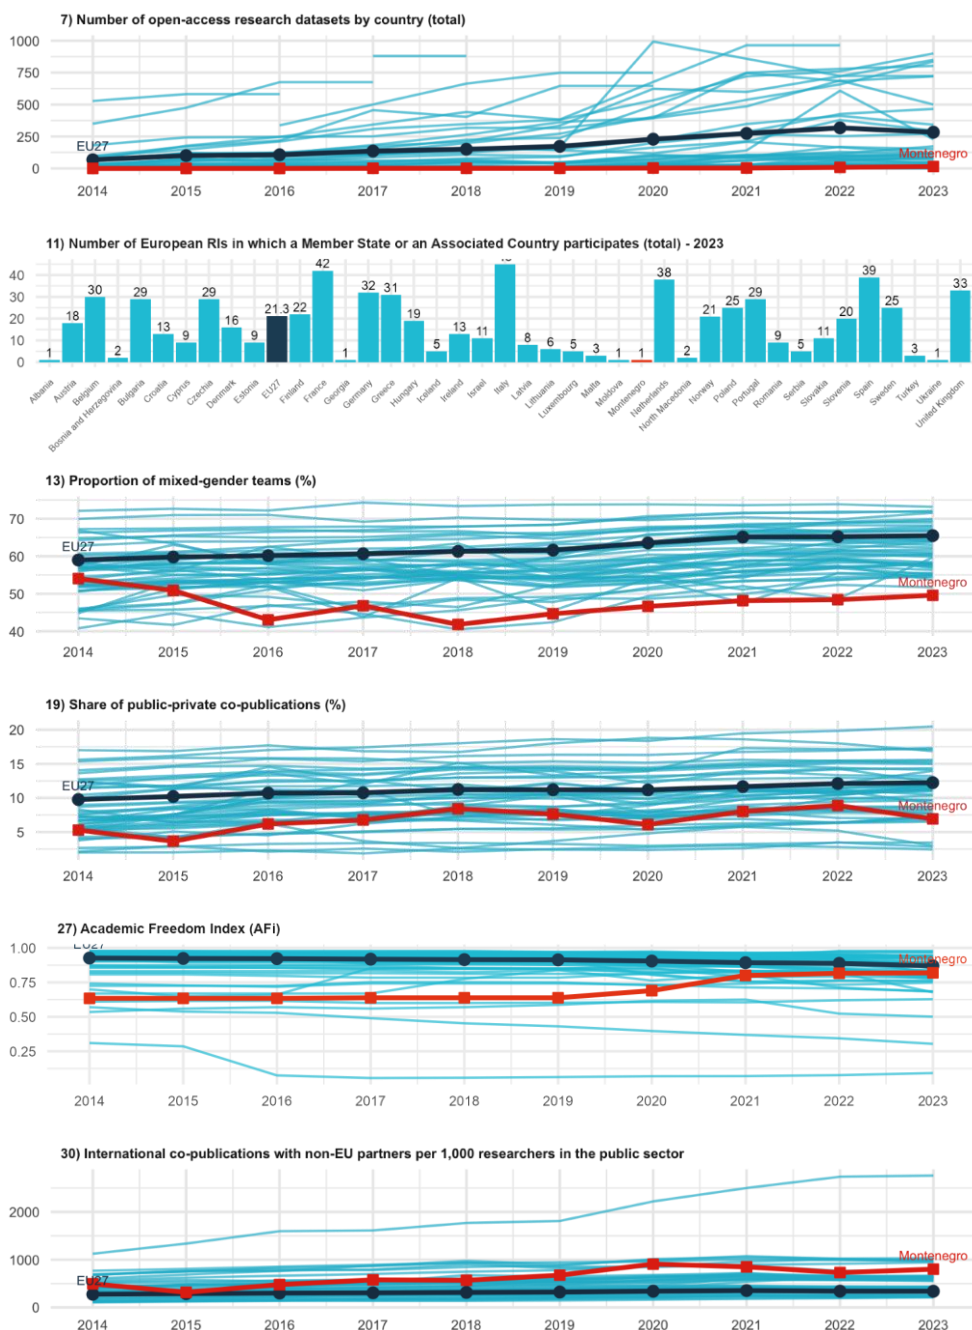 7) Number of open-access research datasets by country (total)
1000
750
500
250
0
EU27
Montenegro
2014 2015 2016 2017 2018 2019 2020 2021 2022 2023
11) Number of European RIs in which a Member State or an Associated Country participates (total) - 2023
40
30
20
10
0
1 18 30 2 29 13 9 29 16 9 21.3 22 42 1 32 31 19 5 13 11 8 6 5 3 1 1 38 2 21 25 29 9 5 11 20 39 25 3 1 33
Albania
Austria
Belgium
Bosnia and Herzegovina
Bulgaria
Croatia
Cyprus
Czechia
Denmark
Estonia
EU27
Finland
France
Georgia
Germany
Greece
Hungary
Iceland
Ireland
Israel
Italy
Latvia
Lithuania
Luxembourg
Malta
Moldova
Montenegro
Netherlands
North Macedonia
Norway
Poland
Portugal
Romania
Serbia
Slovakia
Slovenia
Spain
Sweden
Turkey
Ukraine
United Kingdom
13) Proportion of mixed-gender teams (%)
70
60
50
40
EU27
Montenegro
2014 2015 2016 2017 2018 2019 2020 2021 2022 2023
19) Share of public-private co-publications (%)
20
15
10
5
EU27
Montenegro
2014 2015 2016 2017 2018 2019 2020 2021 2022 2023
27) Academic Freedom Index (AFi)
1.00
0.75
0.50
0.25
EU27
Montenegro
2014 2015 2016 2017 2018 2019 2020 2021 2022 2023
30) International co-publications with non-EU partners per 1,000 researchers in the public sector
2000
1000
0
EU27
Montenegro
2014 2015 2016 2017 2018 2019 2020 2021 2022 2023